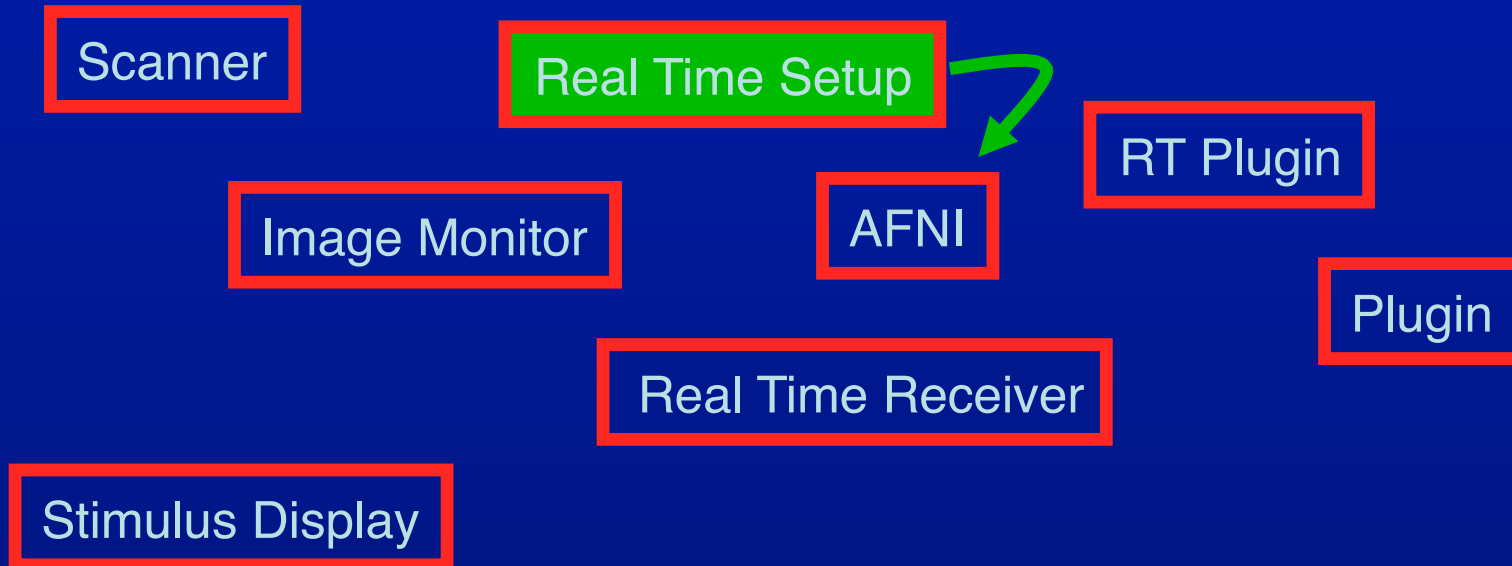 Scanner
Real Time Setup
RT Plugin
Image Monitor
AFNI
Plugin
Real Time Receiver
Stimulus Display